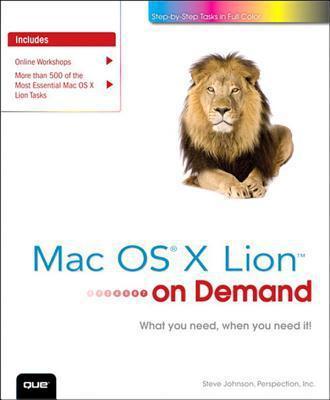 Step-by-Step Tasks in Full Color
Includes
Online Workshops
More than 500 of the
Most Essential Mac OS X
Lion Tasks
Mac OS® X Lion™
on Demand
What you need, when you need it!
Steve Johnson, Perspection, Inc.
QUE®